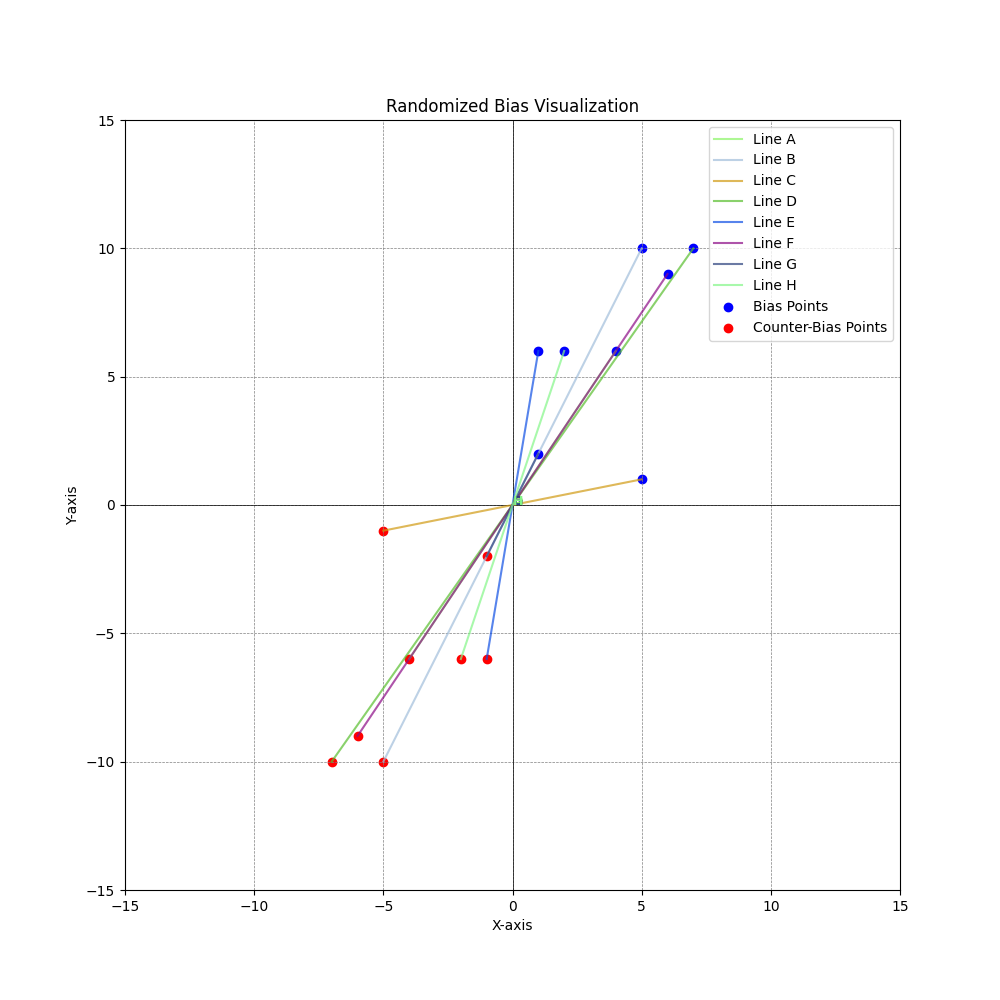 Randomized Bias Visualization
15
10
5
0
−5
−10
−15
Y-axis
−15 −10 −5 0 5 10 15
X-axis
Line A
Line B
Line C
Line D
Line E
Line F
Line G
Line H
Bias Points
Counter-Bias Points